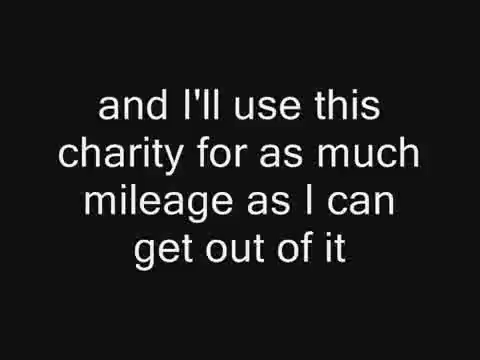 and I'll use this
charity for as much
mileage as I can
get out of it